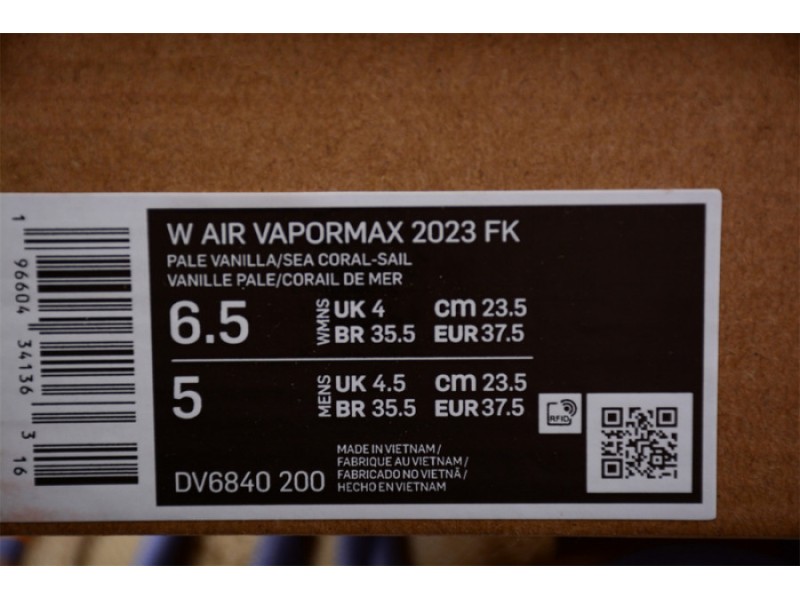 W AIR VAPORMAX 2023 FK
PALE VANILLA/SEA CORAL-SAIL
VANILLE PALE/CORAIL DE MER
6.5 WMNS UK 4 cm 23.5
BR 35.5 EUR 37.5
5 MENS UK 4.5 cm 23.5
BR 35.5 EUR 37.5
RFID
MADE IN VIETNAM/
FABRIQUE AU VIETNAM/
FABRICADO NO VIETNÃ/
HECHO EN VIETNAM
DV6840 200
1 96604 34136 3 16